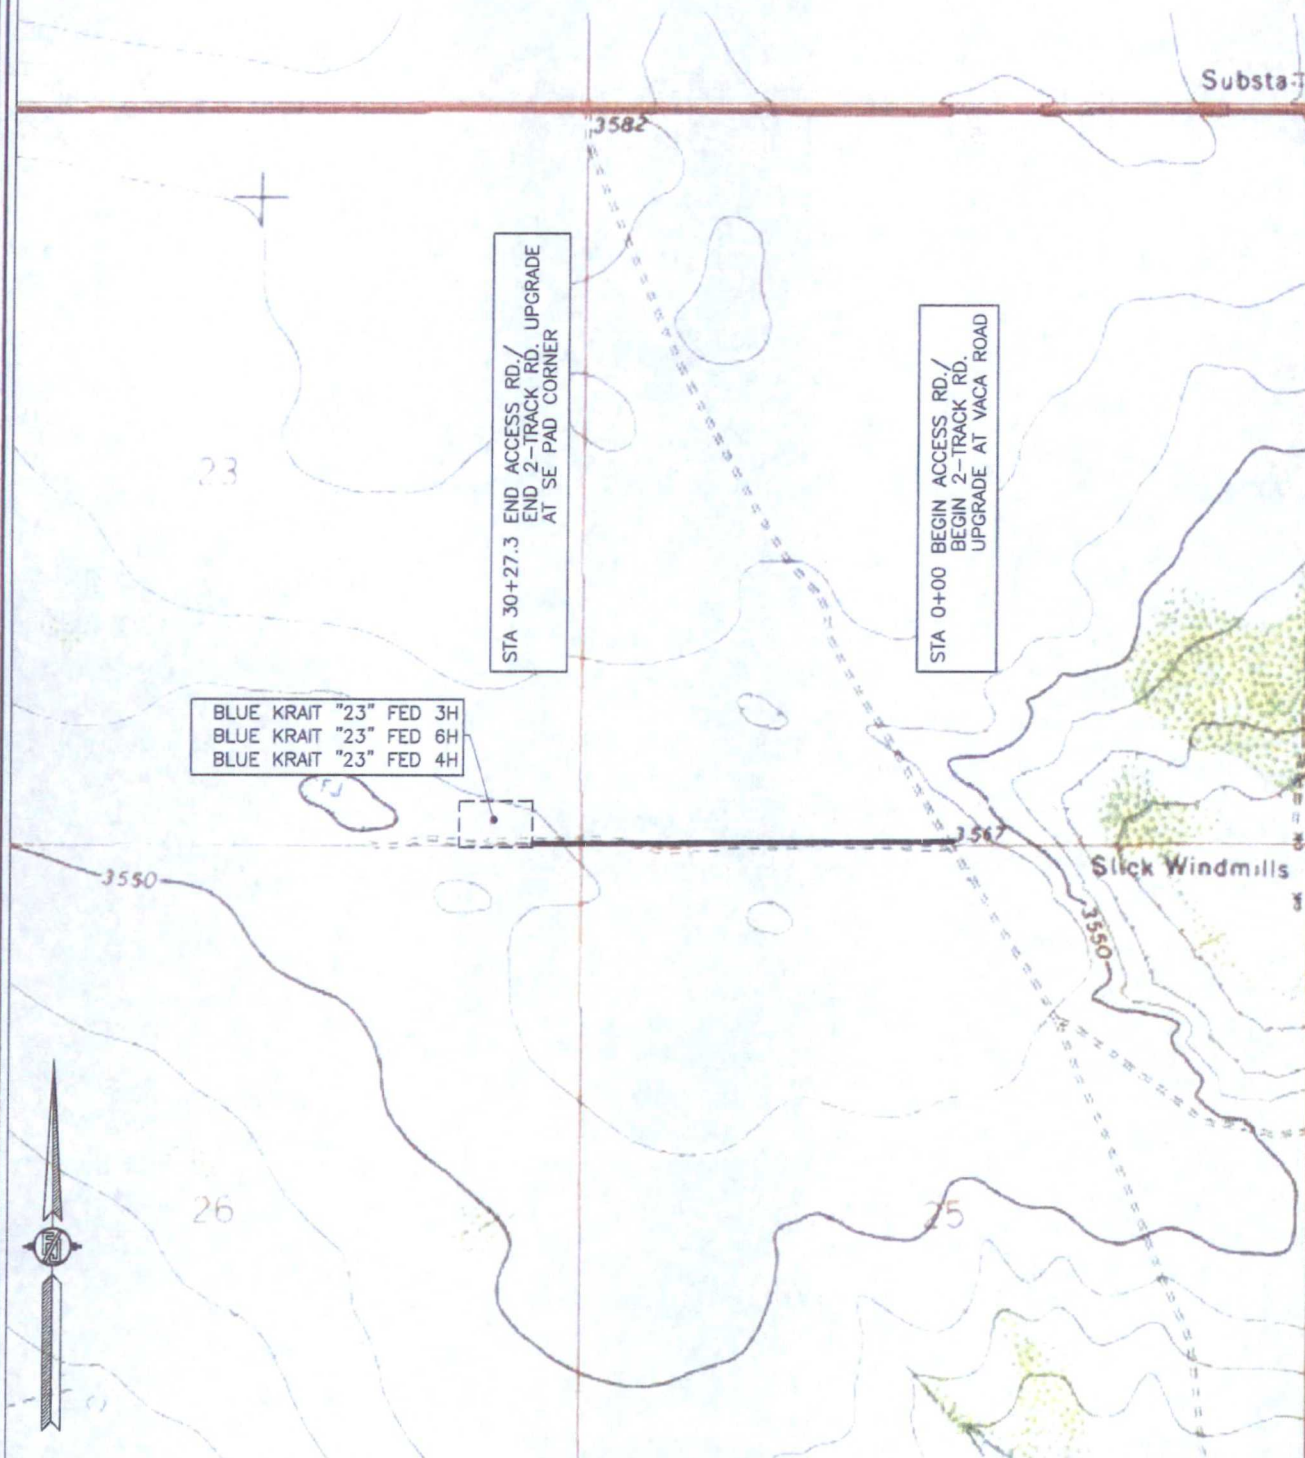 Substa
3582
STA 30+27.3 END ACCESS RD./
END 2-TRACK RD. UPGRADE
AT SE PAD CORNER
STA 0+00 BEGIN ACCESS RD./
BEGIN 2-TRACK RD.
UPGRADE AT VACA ROAD
23
BLUE KRAIT "23" FED 3H
BLUE KRAIT "23" FED 6H
BLUE KRAIT "23" FED 4H
3567
Slick Windmills
3550
3550
26
25